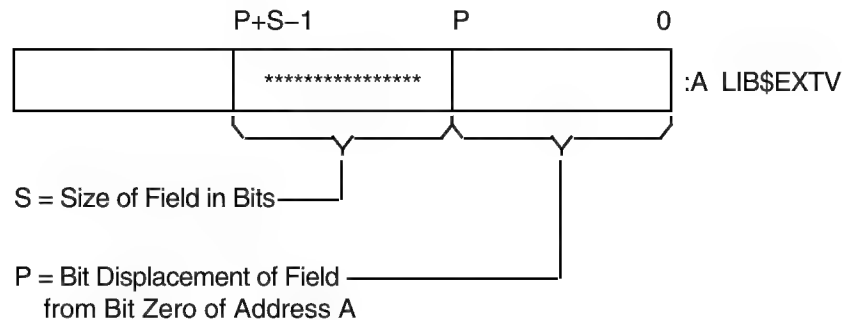 P+S−1 P 0
**************** :A LIB$EXTV
S = Size of Field in Bits
P = Bit Displacement of Field
from Bit Zero of Address A